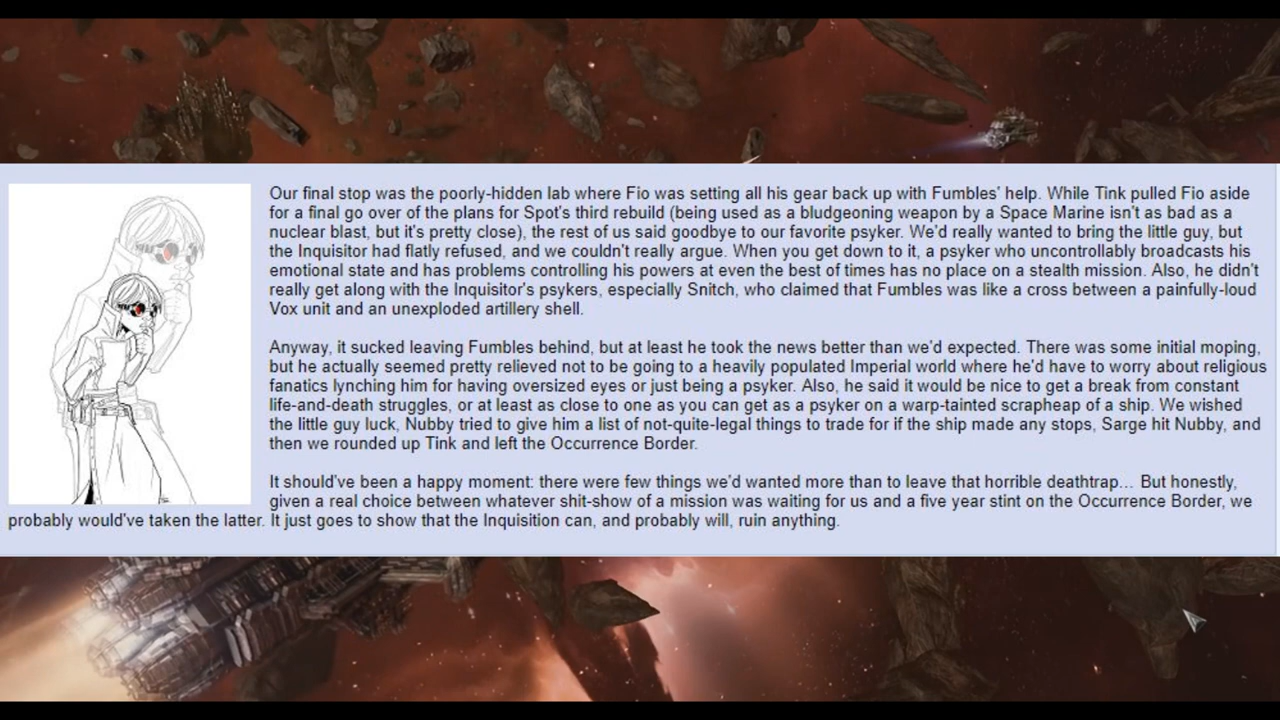 Our final stop was the poorly-hidden lab where Fio was setting all his gear back up with Fumbles' help. While Tink pulled Fio aside
for a final go over of the plans for Spot's third rebuild (being used as a bludgeoning weapon by a Space Marine isn't as bad as a
nuclear blast, but it's pretty close), the rest of us said goodbye to our favorite psyker. We'd really wanted to bring the little guy, but
the Inquisitor had flatly refused, and we couldn't really argue. When you get down to it, a psyker who uncontrollably broadcasts his
emotional state and has problems controlling his powers at even the best of times has no place on a stealth mission. Also, he didn't
really get along with the Inquisitor's psykers, especially Snitch, who claimed that Fumbles was like a cross between a painfully-loud
Vox unit and an unexploded artillery shell.
Anyway, it sucked leaving Fumbles behind, but at least he took the news better than we'd expected. There was some initial moping,
but he actually seemed pretty relieved not to be going to a heavily populated Imperial world where he'd have to worry about religious
fanatics lynching him for having oversized eyes or just being a psyker. Also, he said it would be nice to get a break from constant
life-and-death struggles, or at least as close to one as you can get as a psyker on a warp-tainted scrapheap of a ship. We wished
the little guy luck, Nubby tried to give him a list of not-quite-legal things to trade for if the ship made any stops, Sarge hit Nubby, and
then we rounded up Tink and left the Occurrence Border.
It should've been a happy moment: there were few things we'd wanted more than to leave that horrible deathtrap... But honestly,
given a real choice between whatever shit-show of a mission was waiting for us and a five year stint on the Occurrence Border, we
probably would've taken the latter. It just goes to show that the Inquisition can, and probably will, ruin anything.